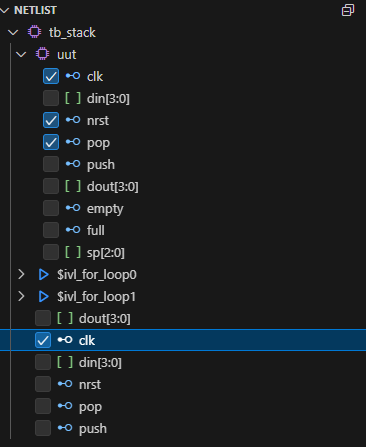 NETLIST
tb_stack
uut
clk
din[3:0]
nrst
pop
push
dout[3:0]
empty
full
sp[2:0]
$ivl_for_loop0
$ivl_for_loop1
dout[3:0]
clk
din[3:0]
nrst
pop
push